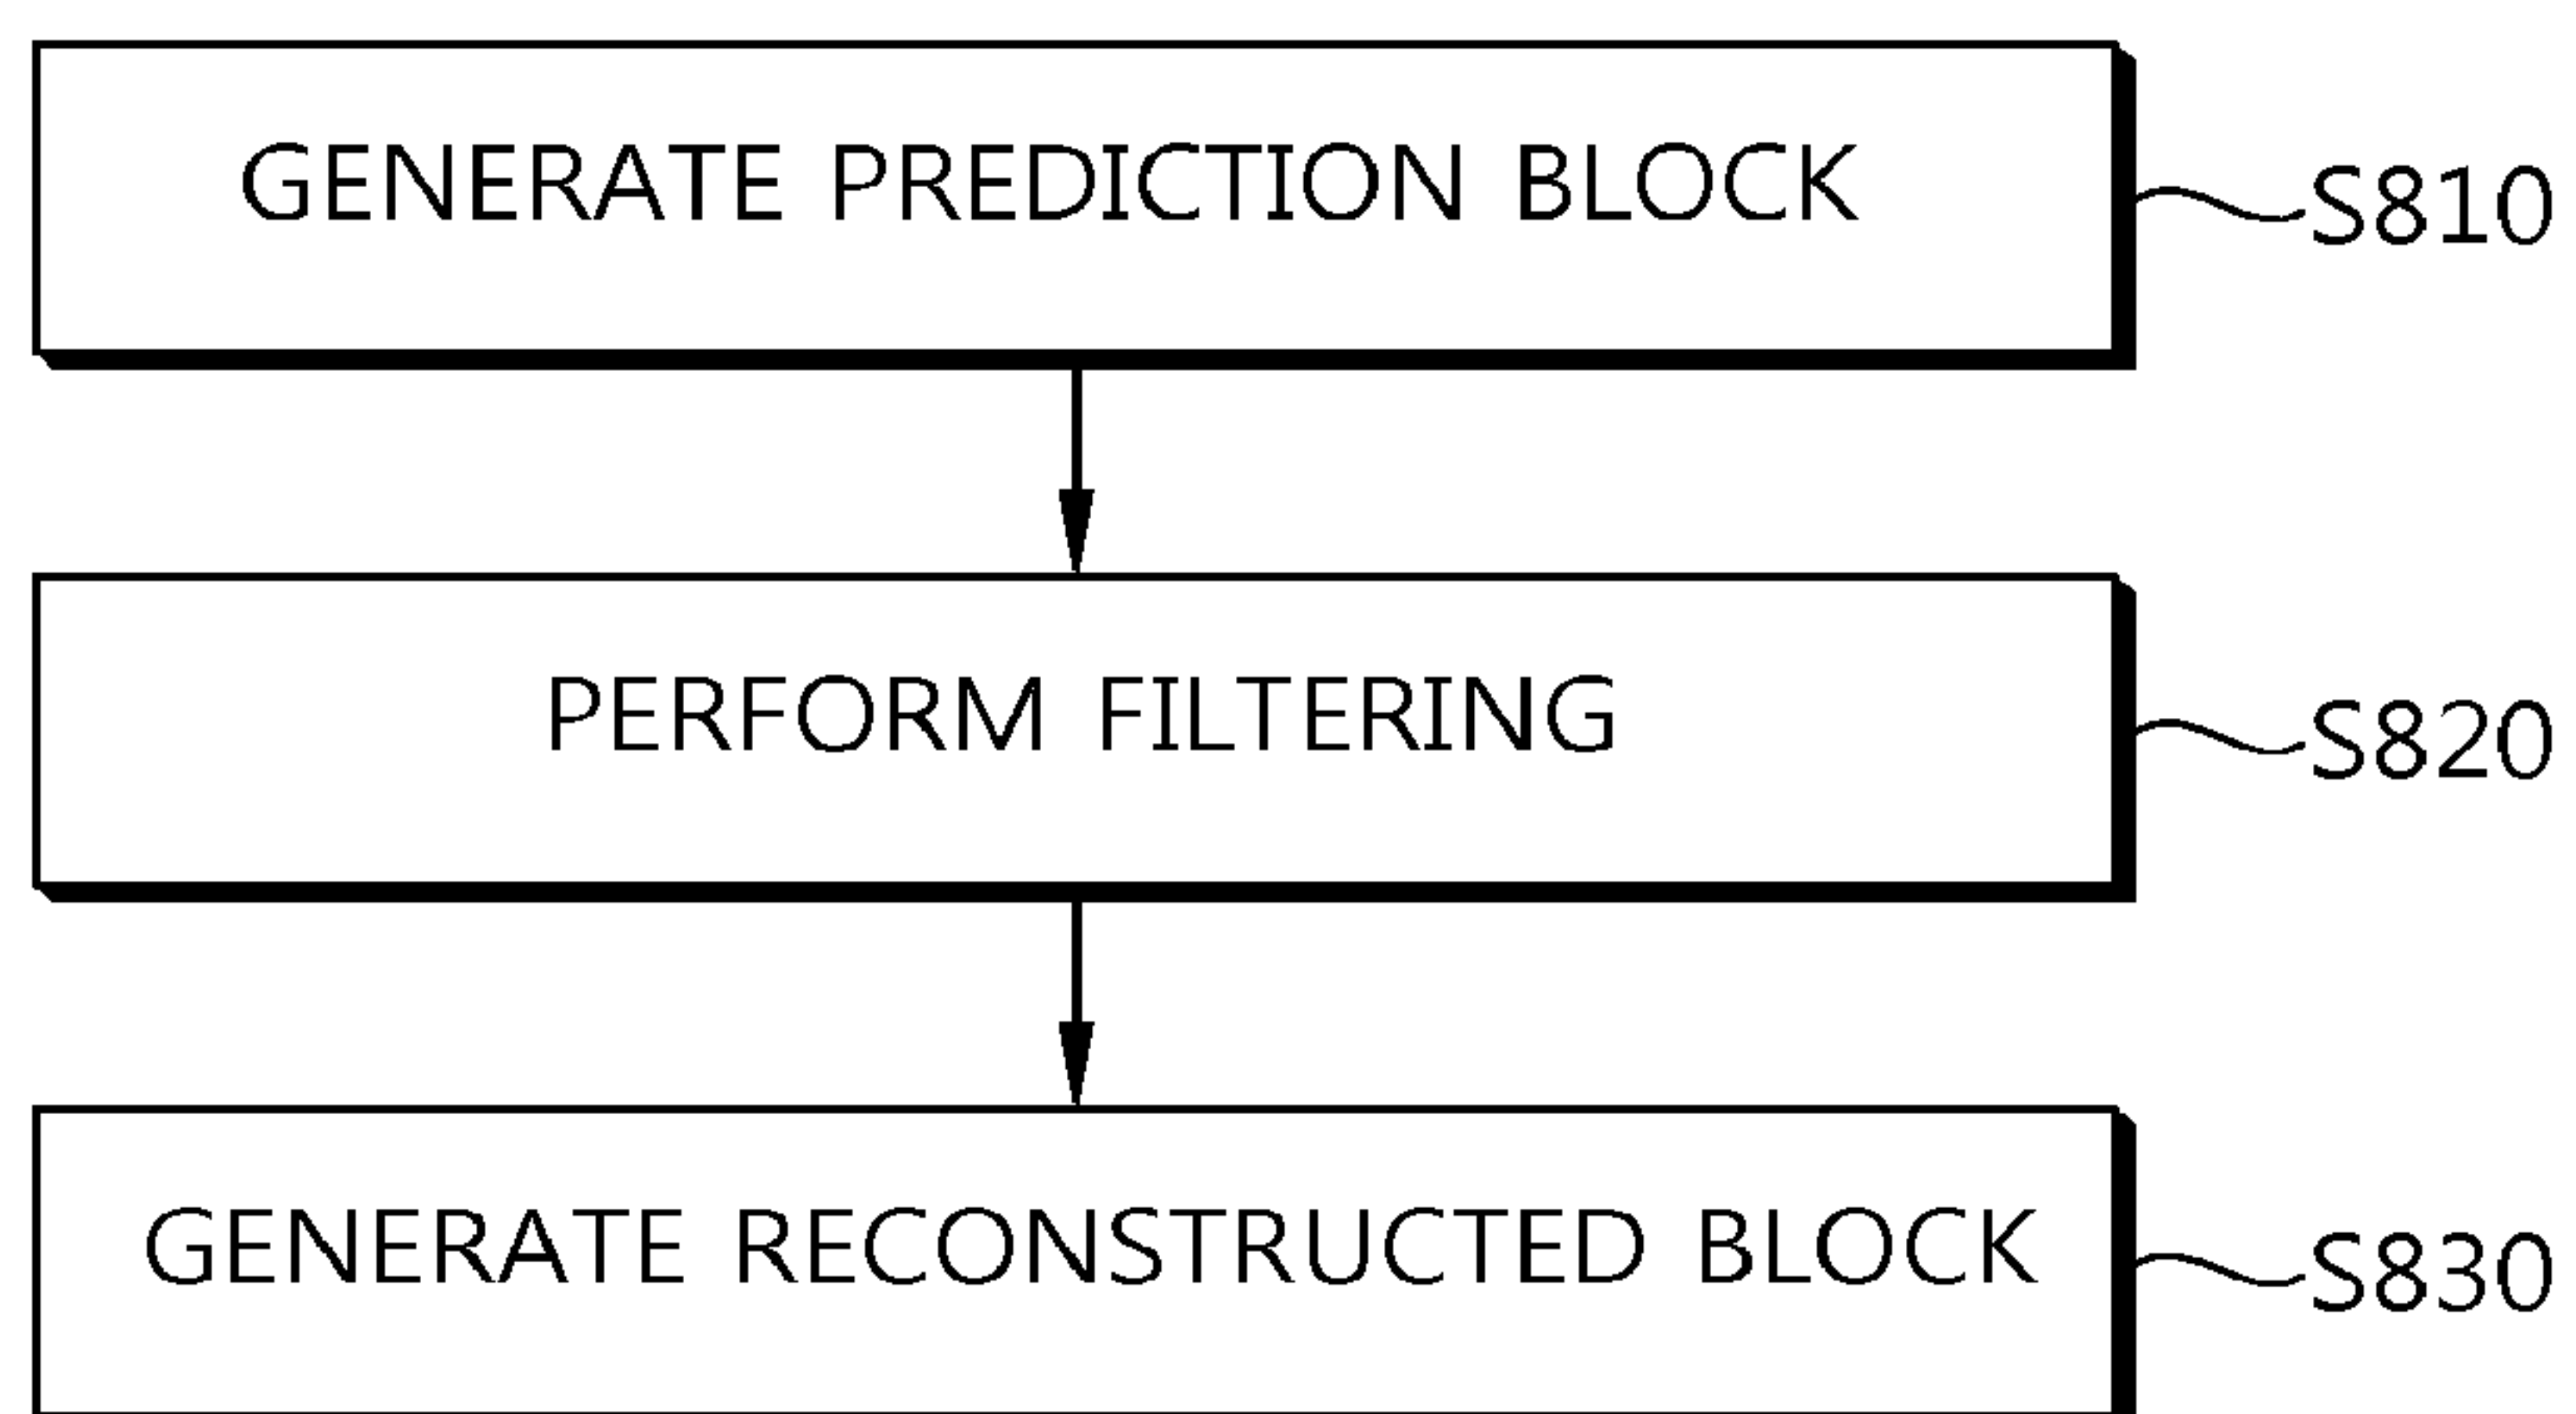 GENERATE PREDICTION BLOCK
S810
PERFORM FILTERING
S820
GENERATE RECONSTRUCTED BLOCK
S830